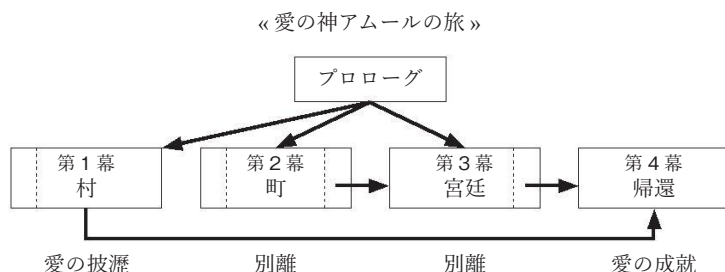 « 愛の神アムールの旅 »
プロローグ
第1幕
村
第2幕
町
第3幕
宮廷
第4幕
帰還
愛の披瀝
別離
別離
愛の成就